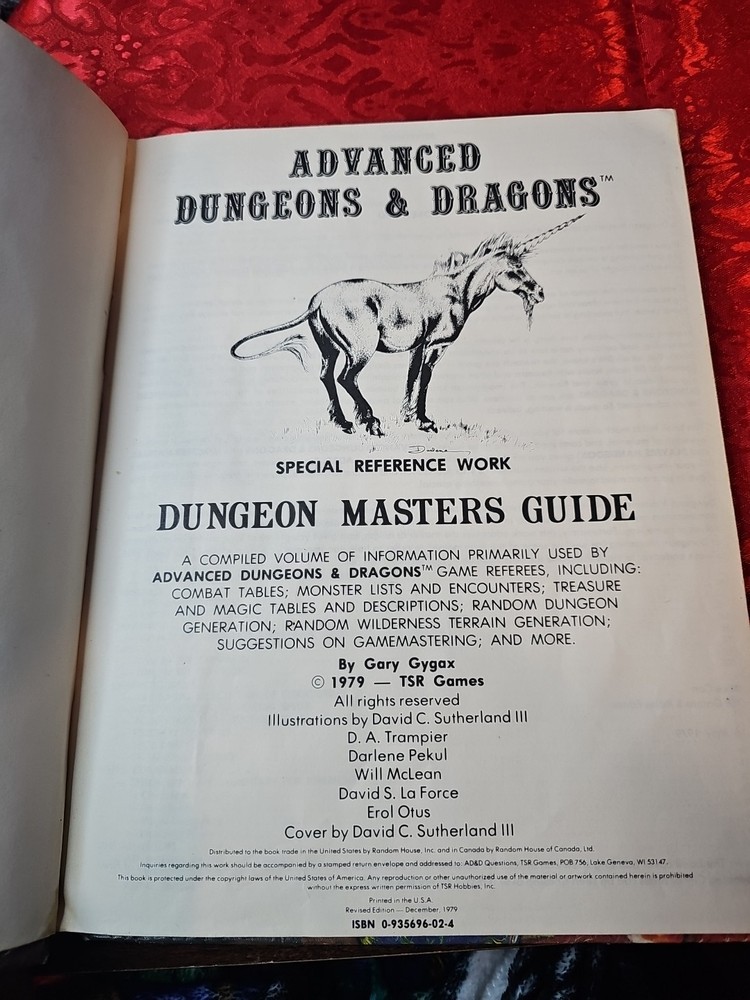 ADVANCED
DUNGEONS & DRAGONS™
Darlene
SPECIAL REFERENCE WORK
DUNGEON MASTERS GUIDE
A COMPILED VOLUME OF INFORMATION PRIMARILY USED BY
ADVANCED DUNGEONS & DRAGONS™ GAME REFEREES, INCLUDING:
COMBAT TABLES; MONSTER LISTS AND ENCOUNTERS; TREASURE
AND MAGIC TABLES AND DESCRIPTIONS; RANDOM DUNGEON
GENERATION; RANDOM WILDERNESS TERRAIN GENERATION;
SUGGESTIONS ON GAMEMASTERING; AND MORE.
By Gary Gygax
© 1979 — TSR Games
All rights reserved
Illustrations by David C. Sutherland III
D. A. Trampier
Darlene Pekul
Will McLean
David S. La Force
Erol Otus
Cover by David C. Sutherland III
Distributed to the book trade in the United States by Random House, Inc. and in Canada by Random House of Canada, Ltd.
Inquiries regarding this work should be accompanied by a stamped return envelope and addressed to: AD&D Questions, TSR Games, POB 756, Lake Geneva, WI 53147.
This book is protected under the copyright laws of the United States of America. Any reproduction or other unauthorized use of the material or artwork contained herein is prohibited
without the express written permission of TSR Hobbies, Inc.
Printed in the U.S.A.
Revised Edition — December, 1979
ISBN 0-935696-02-4